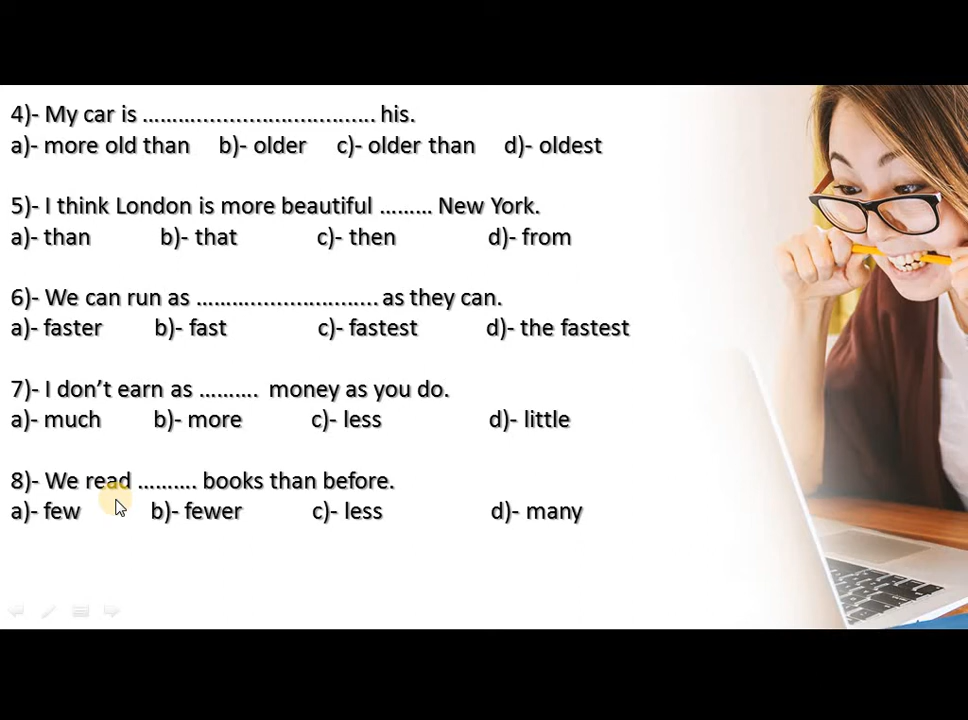 4)- My car is ................................... his.
a)- more old than b)- older c)- older than d)- oldest
5)- I think London is more beautiful ......... New York.
a)- than b)- that c)- then d)- from
6)- We can run as ........................... as they can.
a)- faster b)- fast c)- fastest d)- the fastest
7)- I don’t earn as .......... money as you do.
a)- much b)- more c)- less d)- little
8)- We read .......... books than before.
a)- few b)- fewer c)- less d)- many